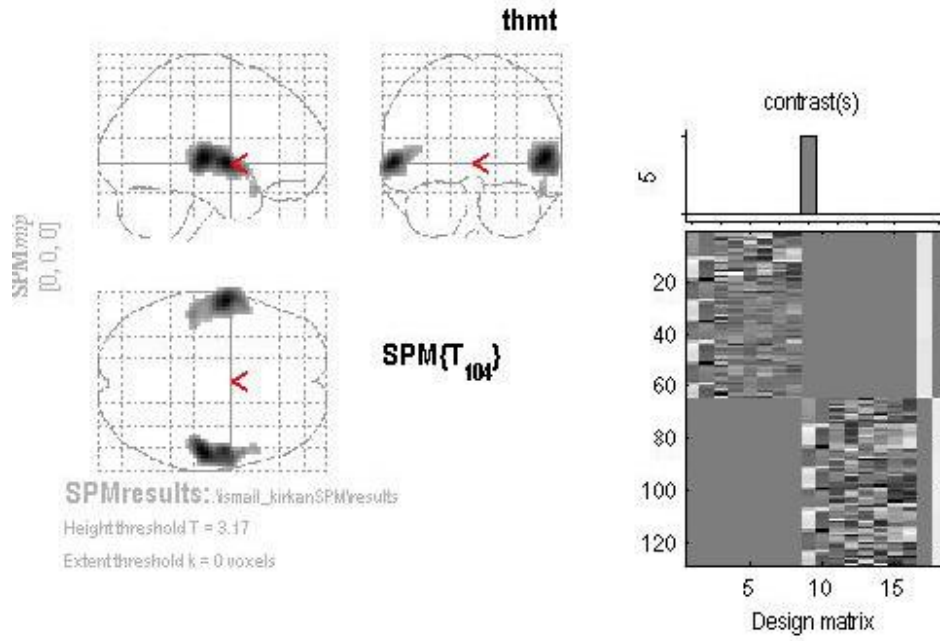 thmt
contrast(s)
5
SPMmip
[0, 0, 0]
<
<
<
SPM{T104}
20
40
60
80
100
120
5
10
15
Design matrix
SPMresults: .\ismail_kirkanSPM\results
Height threshold T = 3.17
Extent threshold k = 0 voxels